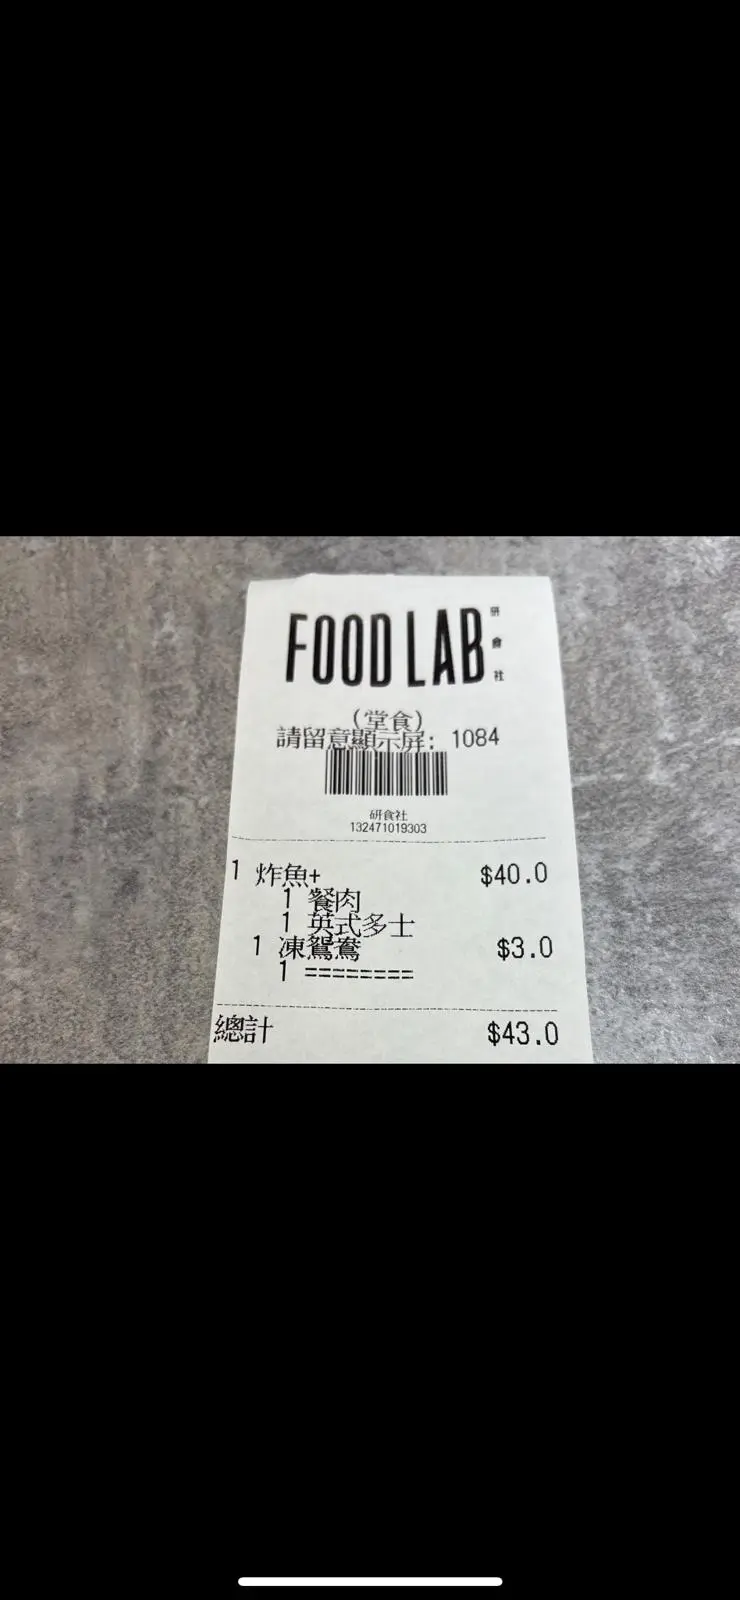 FOOD LAB 研食社
(堂食)
請留意顯示屏: 1084
研食社
132471019303
1 炸魚+ $40.0
1 餐肉
1 英式多士
1 凍鴛鴦 $3.0
1 ========
總計 $43.0